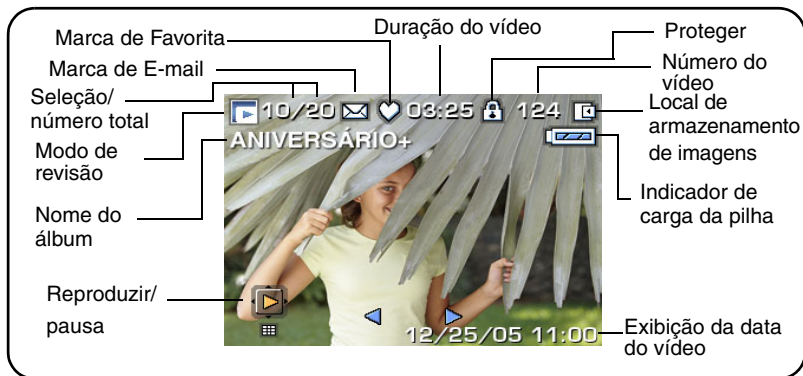 Duração do vídeo
Marca de Favorita
Proteger
Marca de E-mail
Número do
vídeo
Seleção/
número total
Local de
armazenamento
de imagens
Modo de
revisão
Nome do
álbum
Indicador de
carga da pilha
Reproduzir/
pausa
Exibição da data
do vídeo
10/20 03:25 124
ANIVERSÁRIO+
12/25/05 11:00